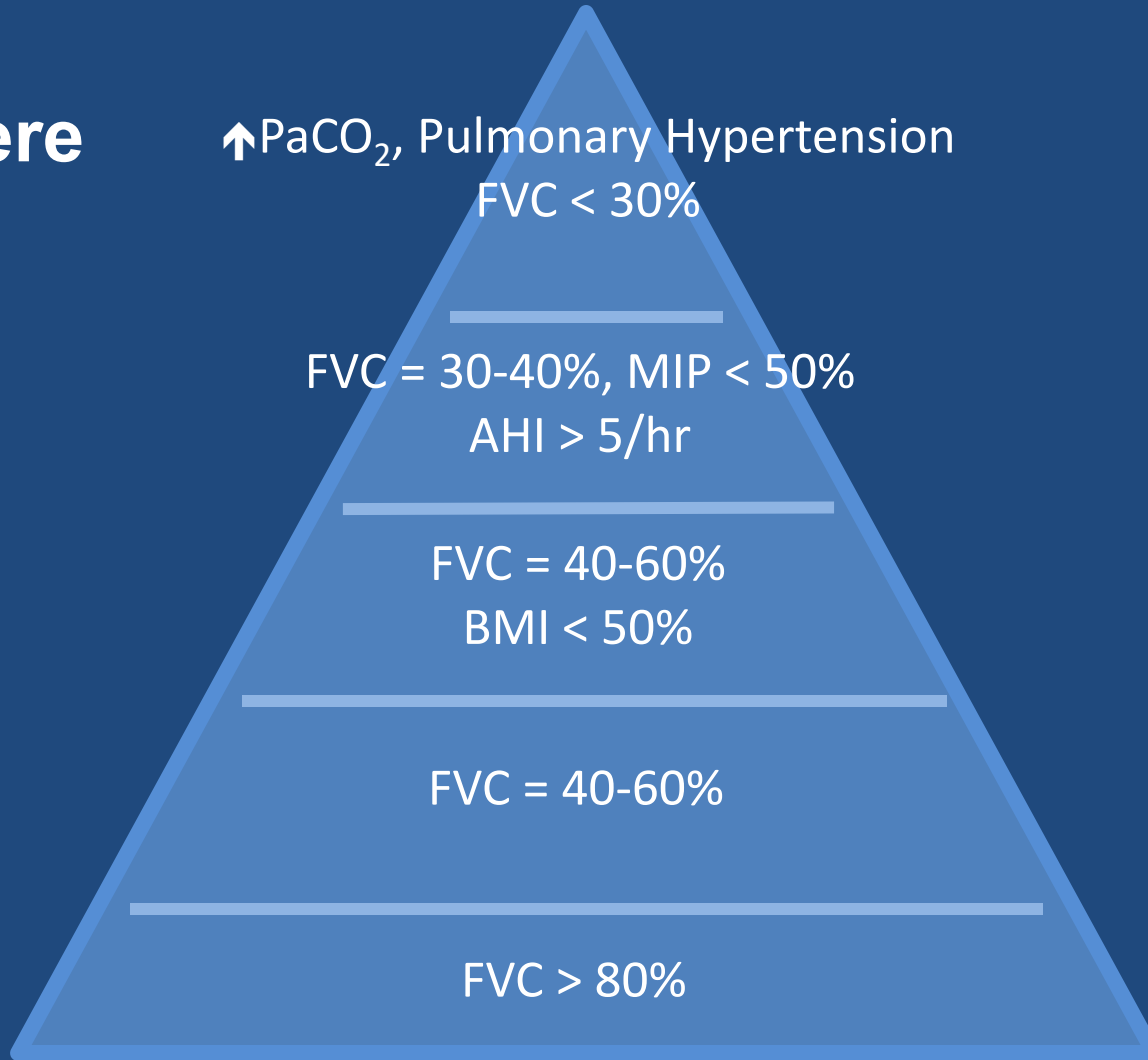 ere
↑PaCO₂, Pulmonary Hypertension
FVC < 30%
FVC = 30-40%, MIP < 50%
AHI > 5/hr
FVC = 40-60%
BMI < 50%
FVC = 40-60%
FVC > 80%